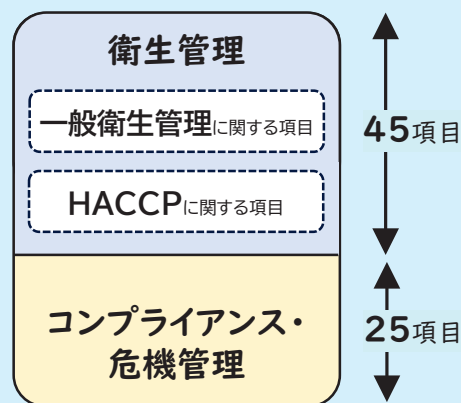 衛生管理
一般衛生管理に関する項目
45項目
HACCPに関する項目
コンプライアンス・
危機管理
25項目